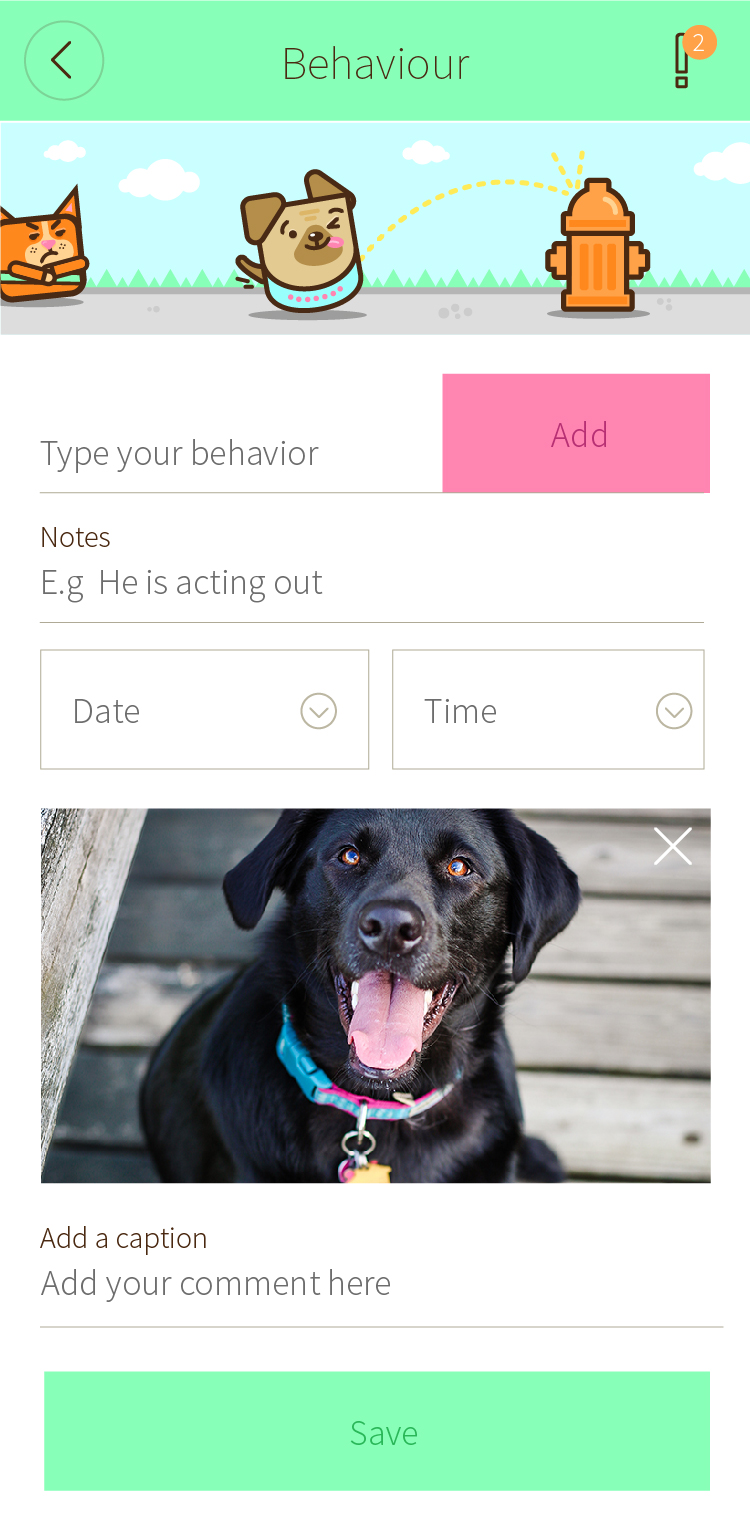 Behaviour
2
Type your behavior
Add
Notes
E.g  He is acting out
Date
Time
Add a caption
Add your comment here
Save